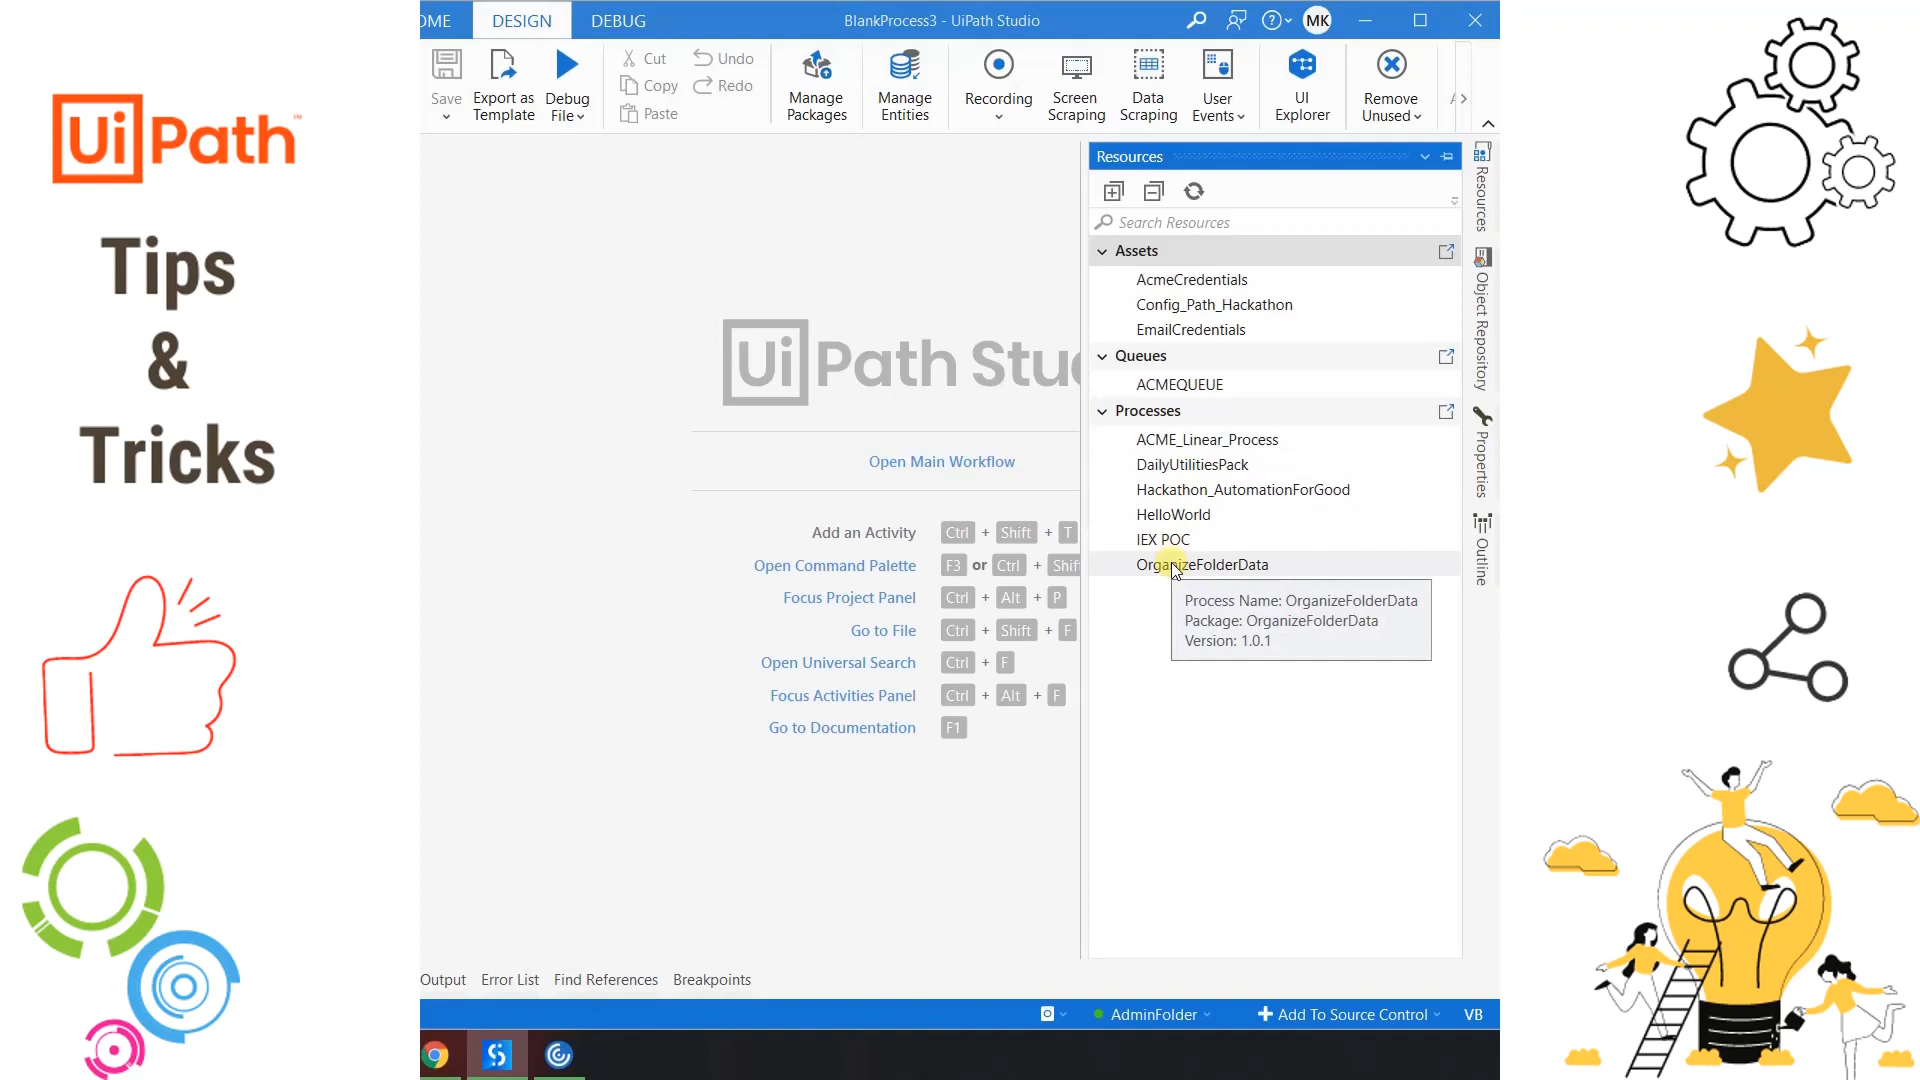 UiPath™
Tips
&
Tricks
OME
DESIGN
DEBUG
BlankProcess3 - UiPath Studio
MK
Save
Export as
Template
Debug
File
Cut
Copy
Paste
Undo
Redo
Manage
Packages
Manage
Entities
Recording
Screen
Scraping
Data
Scraping
User
Events
UI
Explorer
Remove
Unused
UiPath Stu
Open Main Workflow
Add an Activity Ctrl + Shift + T
Open Command Palette F3 or Ctrl + Shif
Focus Project Panel Ctrl + Alt + P
Go to File Ctrl + Shift + F
Open Universal Search Ctrl + F
Focus Activities Panel Ctrl + Alt + F
Go to Documentation F1
Resources
Search Resources
Assets
AcmeCredentials
Config_Path_Hackathon
EmailCredentials
Queues
ACMEQUEUE
Processes
ACME_Linear_Process
DailyUtilitiesPack
Hackathon_AutomationForGood
HelloWorld
IEX POC
OrganizeFolderData
Process Name: OrganizeFolderData
Package: OrganizeFolderData
Version: 1.0.1
Resources
Object Repository
Properties
Outline
Output Error List Find References Breakpoints
AdminFolder
Add To Source Control
VB